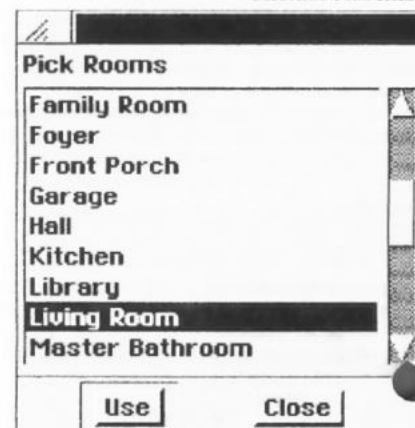 Pick Rooms
Family Room
Foyer
Front Porch
Garage
Hall
Kitchen
Library
Living Room
Master Bathroom
Use
Close